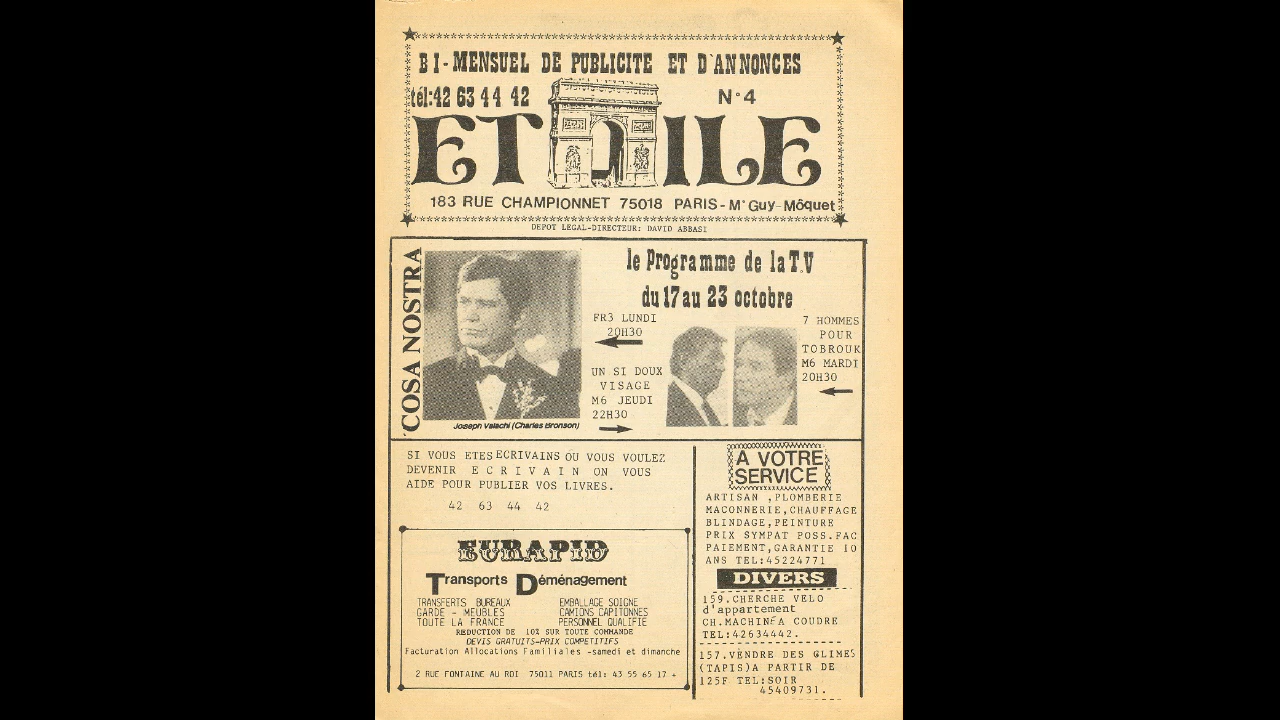 BI-MENSUEL DE PUBLICITE ET D'ANNONCES
tél:42 63 44 42
N°4
ETOILE
183 RUE CHAMPIONNET 75018 PARIS-M° Guy-Môquet
DEPOT LEGAL-DIRECTEUR: DAVID ABBASI
COSA NOSTRA
Joseph Valachi (Charles Bronson)
le Programme de la T.V
du 17 au 23 octobre
FR3 LUNDI
20H30
UN SI DOUX
VISAGE
M6 JEUDI
22H30
7 HOMMES
POUR
TOBROUK
M6 MARDI
20H30
SI VOUS ETES ECRIVAINS OU VOUS VOULEZ
DEVENIR E C R I V A I N ON VOUS
AIDE POUR PUBLIER VOS LIVRES.
42 63 44 42
EURAPID
Transports Déménagement
TRANSFERTS BUREAUX
GARDE - MEUBLES
TOUTE LA FRANCE
EMBALLAGE SOIGNE
CAMIONS CAPITONNES
PERSONNEL QUALIFIE
REDUCTION DE 10% SUR TOUTE COMMANDE
DEVIS GRATUITS-PRIX COMPETITIFS
Facturation Allocations Familiales -samedi et dimanche
2 RUE FONTAINE AU ROI 75011 PARIS tél: 43 55 65 17 +
A VOTRE
SERVICE
ARTISAN ,PLOMBERIE
MACONNERIE,CHAUFFAGE
BLINDAGE,PEINTURE
PRIX SYMPAT POSS.FAC
PAIEMENT,GARANTIE 10
ANS TEL:45224771
DIVERS
159.CHERCHE VELO
d'appartement
CH.MACHINE A COUDRE
TEL:42634442.
157.VENDRE DES GLIMES
(TAPIS)A PARTIR DE
125F TEL:SOIR
45409731.